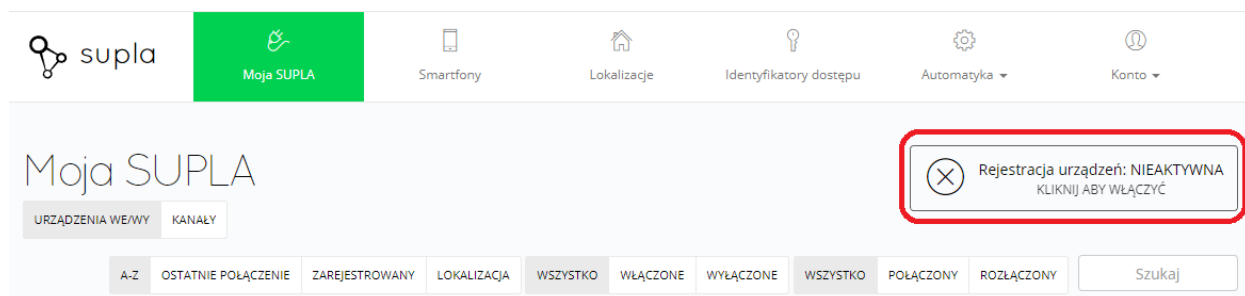 supla
Moja SUPLA
Smartfony
Lokalizacje
Identyfikatory dostępu
Automatyka
Konto
Moja SUPLA
Rejestracja urządzeń: NIEAKTYWNA
KLIKNIJ ABY WŁĄCZYĆ
URZĄDZENIA WE/WY KANAŁY
A-Z OSTATNIE POŁĄCZENIE ZAREJESTROWANY LOKALIZACJA WSZYSTKO WŁĄCZONE WYŁĄCZONE WSZYSTKO POŁĄCZONY ROZŁĄCZONY Szukaj